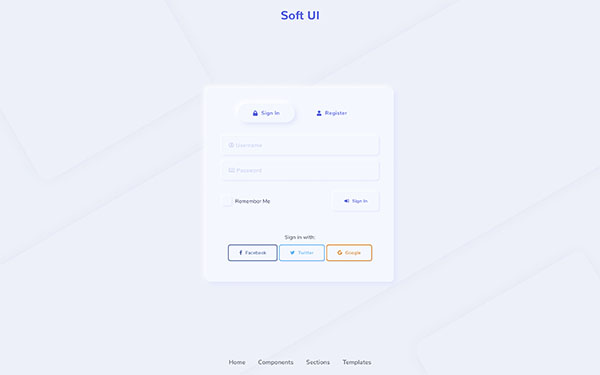 Soft UI
Sign In Register
Username
Password
Remember Me Sign In
Sign in with:
Facebook Twitter Google
Home Components Sections Templates